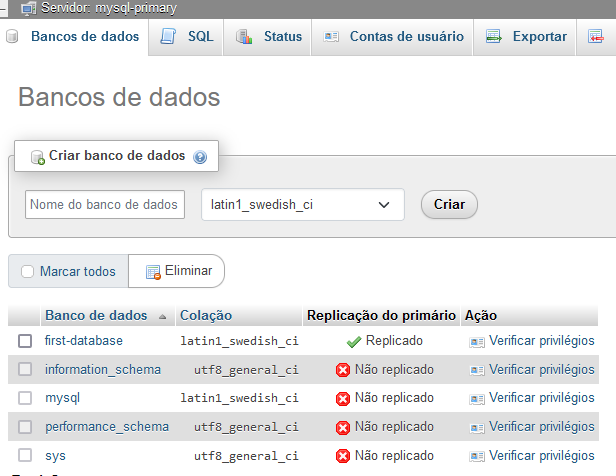 Servidor: mysql-primary
Bancos de dados SQL Status Contas de usuário Exportar
Bancos de dados
Criar banco de dados
Nome do banco de dados latin1_swedish_ci Criar
Marcar todos Eliminar
Banco de dados Colação Replicação do primário Ação
first-database latin1_swedish_ci Replicado Verificar privilégios
information_schema utf8_general_ci Não replicado Verificar privilégios
mysql latin1_swedish_ci Não replicado Verificar privilégios
performance_schema utf8_general_ci Não replicado Verificar privilégios
sys utf8_general_ci Não replicado Verificar privilégios